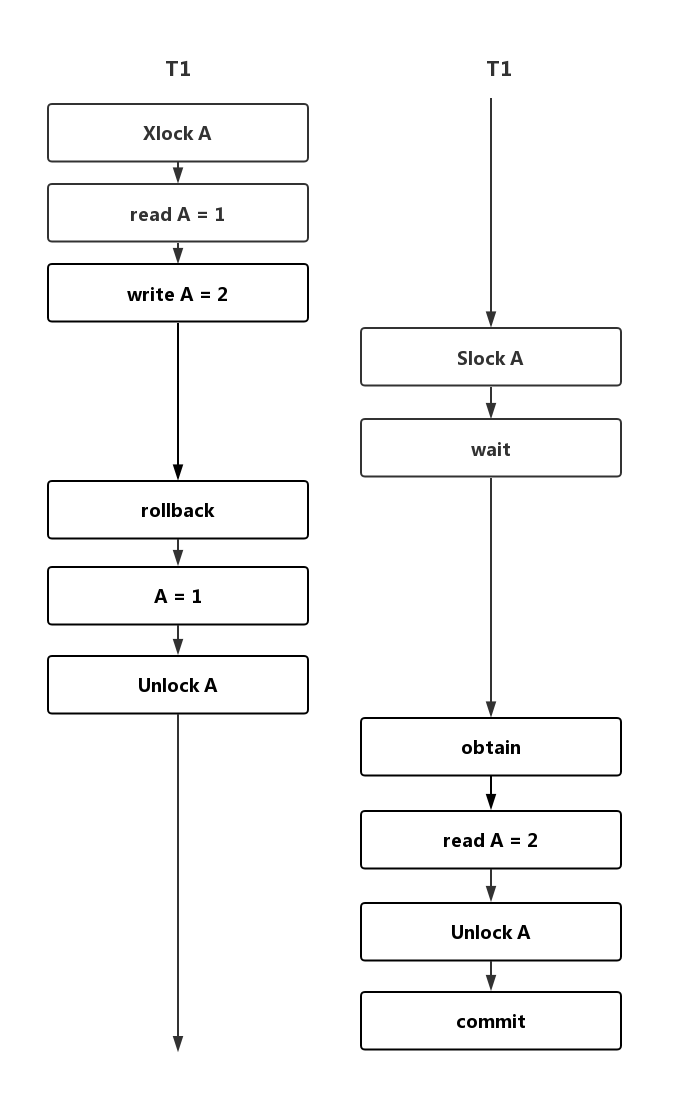 T1
T1
Xlock A
read A = 1
write A = 2
Slock A
wait
rollback
A = 1
Unlock A
obtain
read A = 2
Unlock A
commit